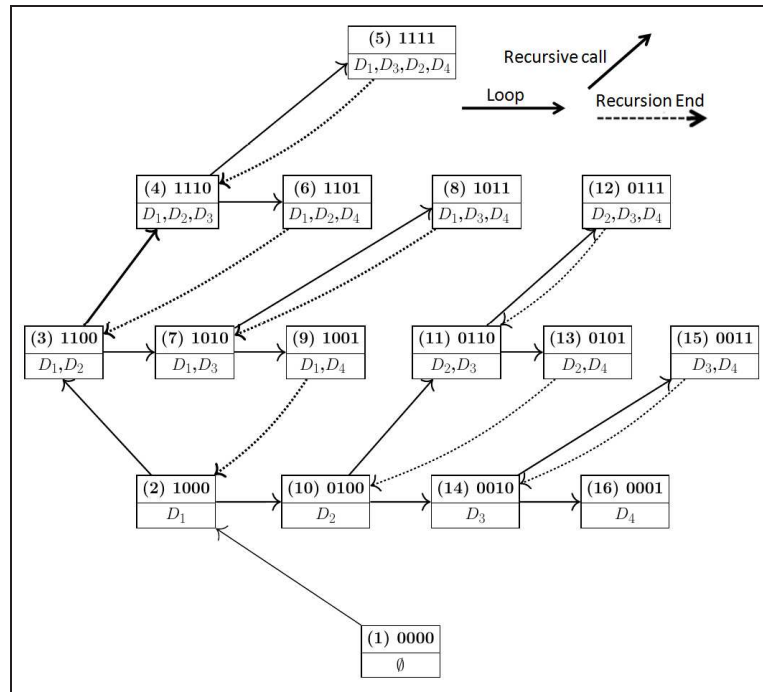 (5) 1111
D₁,D₃,D₂,D₄
Recursive call
Loop
Recursion End
(4) 1110
D₁,D₂,D₃
(6) 1101
D₁,D₂,D₄
(8) 1011
D₁,D₃,D₄
(12) 0111
D₂,D₃,D₄
(3) 1100
D₁,D₂
(7) 1010
D₁,D₃
(9) 1001
D₁,D₄
(11) 0110
D₂,D₃
(13) 0101
D₂,D₄
(15) 0011
D₃,D₄
(2) 1000
D₁
(10) 0100
D₂
(14) 0010
D₃
(16) 0001
D₄
(1) 0000
∅